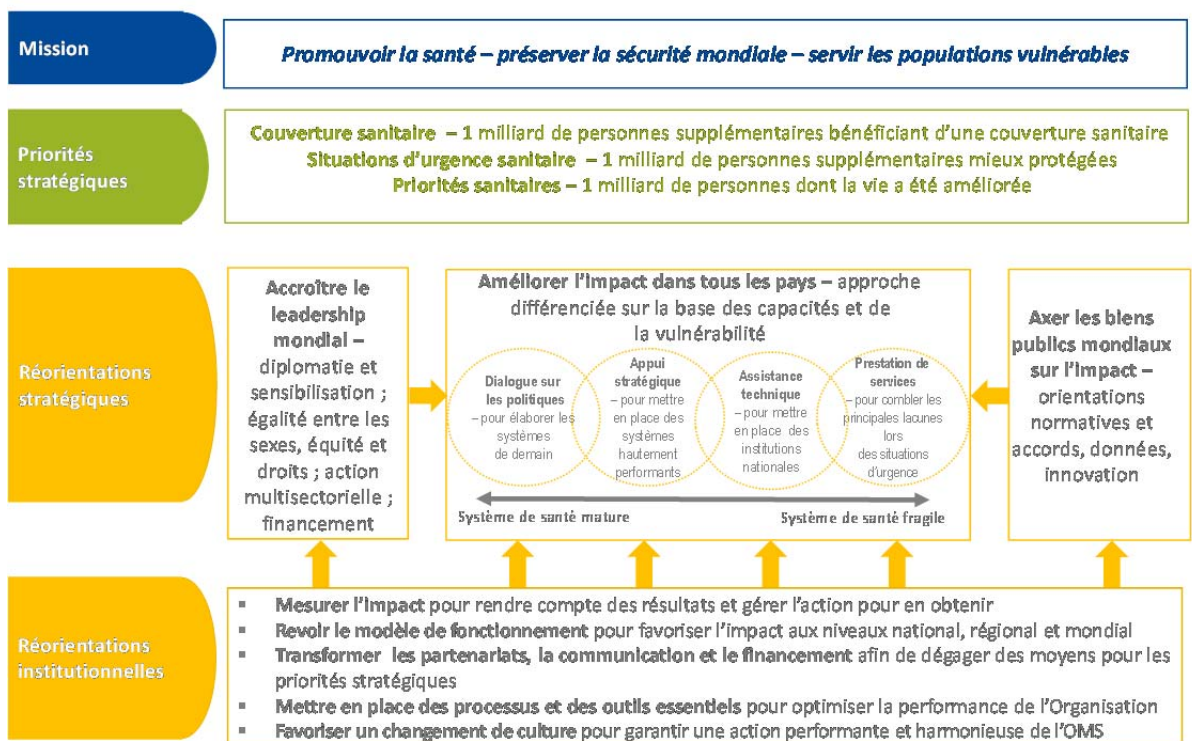 Mission
Promouvoir la santé – préserver la sécurité mondiale – servir les populations vulnérables
Priorités
stratégiques
Couverture sanitaire – 1 milliard de personnes supplémentaires bénéficiant d'une couverture sanitaire
Situations d'urgence sanitaire – 1 milliard de personnes supplémentaires mieux protégées
Priorités sanitaires – 1 milliard de personnes dont la vie a été améliorée
Réorientations
stratégiques
Accroître le
leadership
mondial –
diplomatie et
sensibilisation ;
égalité entre les
sexes, équité et
droits ; action
multisectorielle ;
financement
Améliorer l'impact dans tous les pays – approche
différenciée sur la base des capacités et de
la vulnérabilité
Dialogue sur
les politiques
– pour élaborer les
systèmes
de demain
Appui
stratégique
– pour mettre
en place des
systèmes
hautement
performants
Assistance
technique
– pour mettre
en place des
institutions
nationales
Prestation de
services
– pour combler les
principales lacunes
lors
des situations
d'urgence
Système de santé mature
Système de santé fragile
Axer les biens
publics mondiaux
sur l'impact –
orientations
normatives et
accords, données,
innovation
Réorientations
institutionnelles
▪ Mesurer l'impact pour rendre compte des résultats et gérer l'action pour en obtenir
▪ Revoir le modèle de fonctionnement pour favoriser l'impact aux niveaux national, régional et mondial
▪ Transformer les partenariats, la communication et le financement afin de dégager des moyens pour les
priorités stratégiques
▪ Mettre en place des processus et des outils essentiels pour optimiser la performance de l'Organisation
▪ Favoriser un changement de culture pour garantir une action performante et harmonieuse de l'OMS